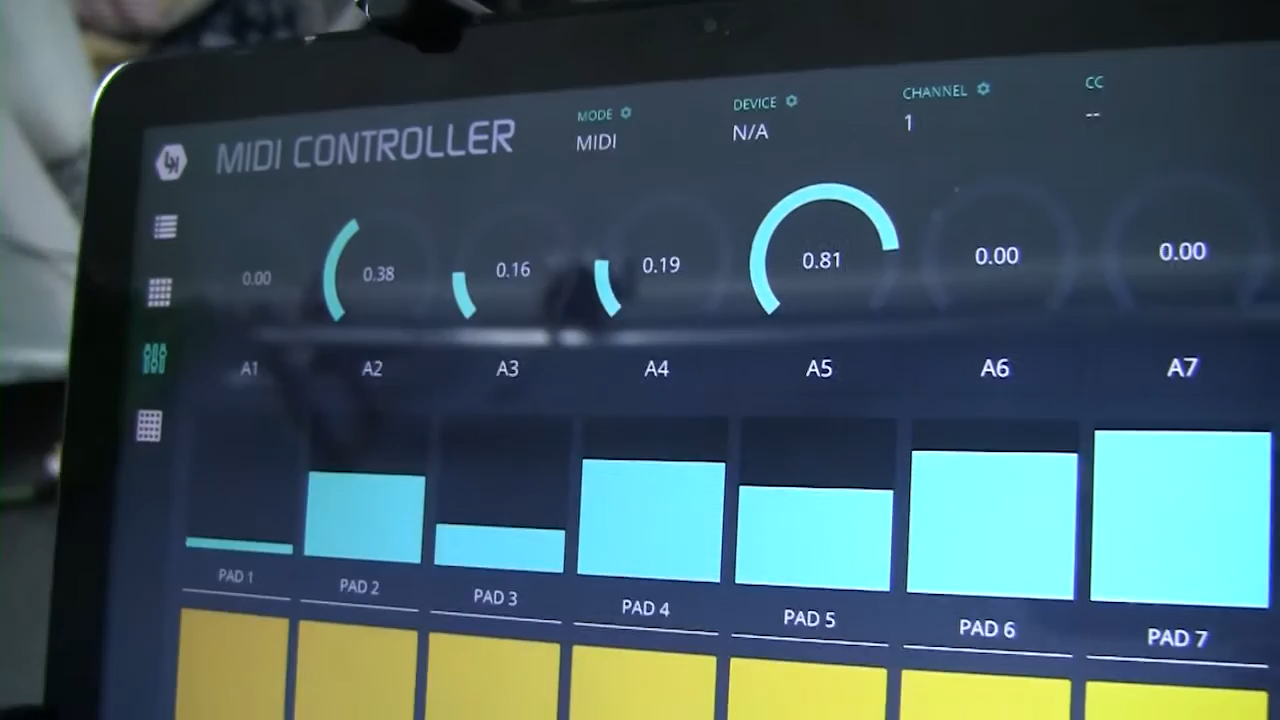 MIDI CONTROLLER
MODE
MIDI
DEVICE
N/A
CHANNEL
1
CC
--
0.00 0.38 0.16 0.19 0.81 0.00 0.00
A1 A2 A3 A4 A5 A6 A7
PAD 1 PAD 2 PAD 3 PAD 4 PAD 5 PAD 6 PAD 7